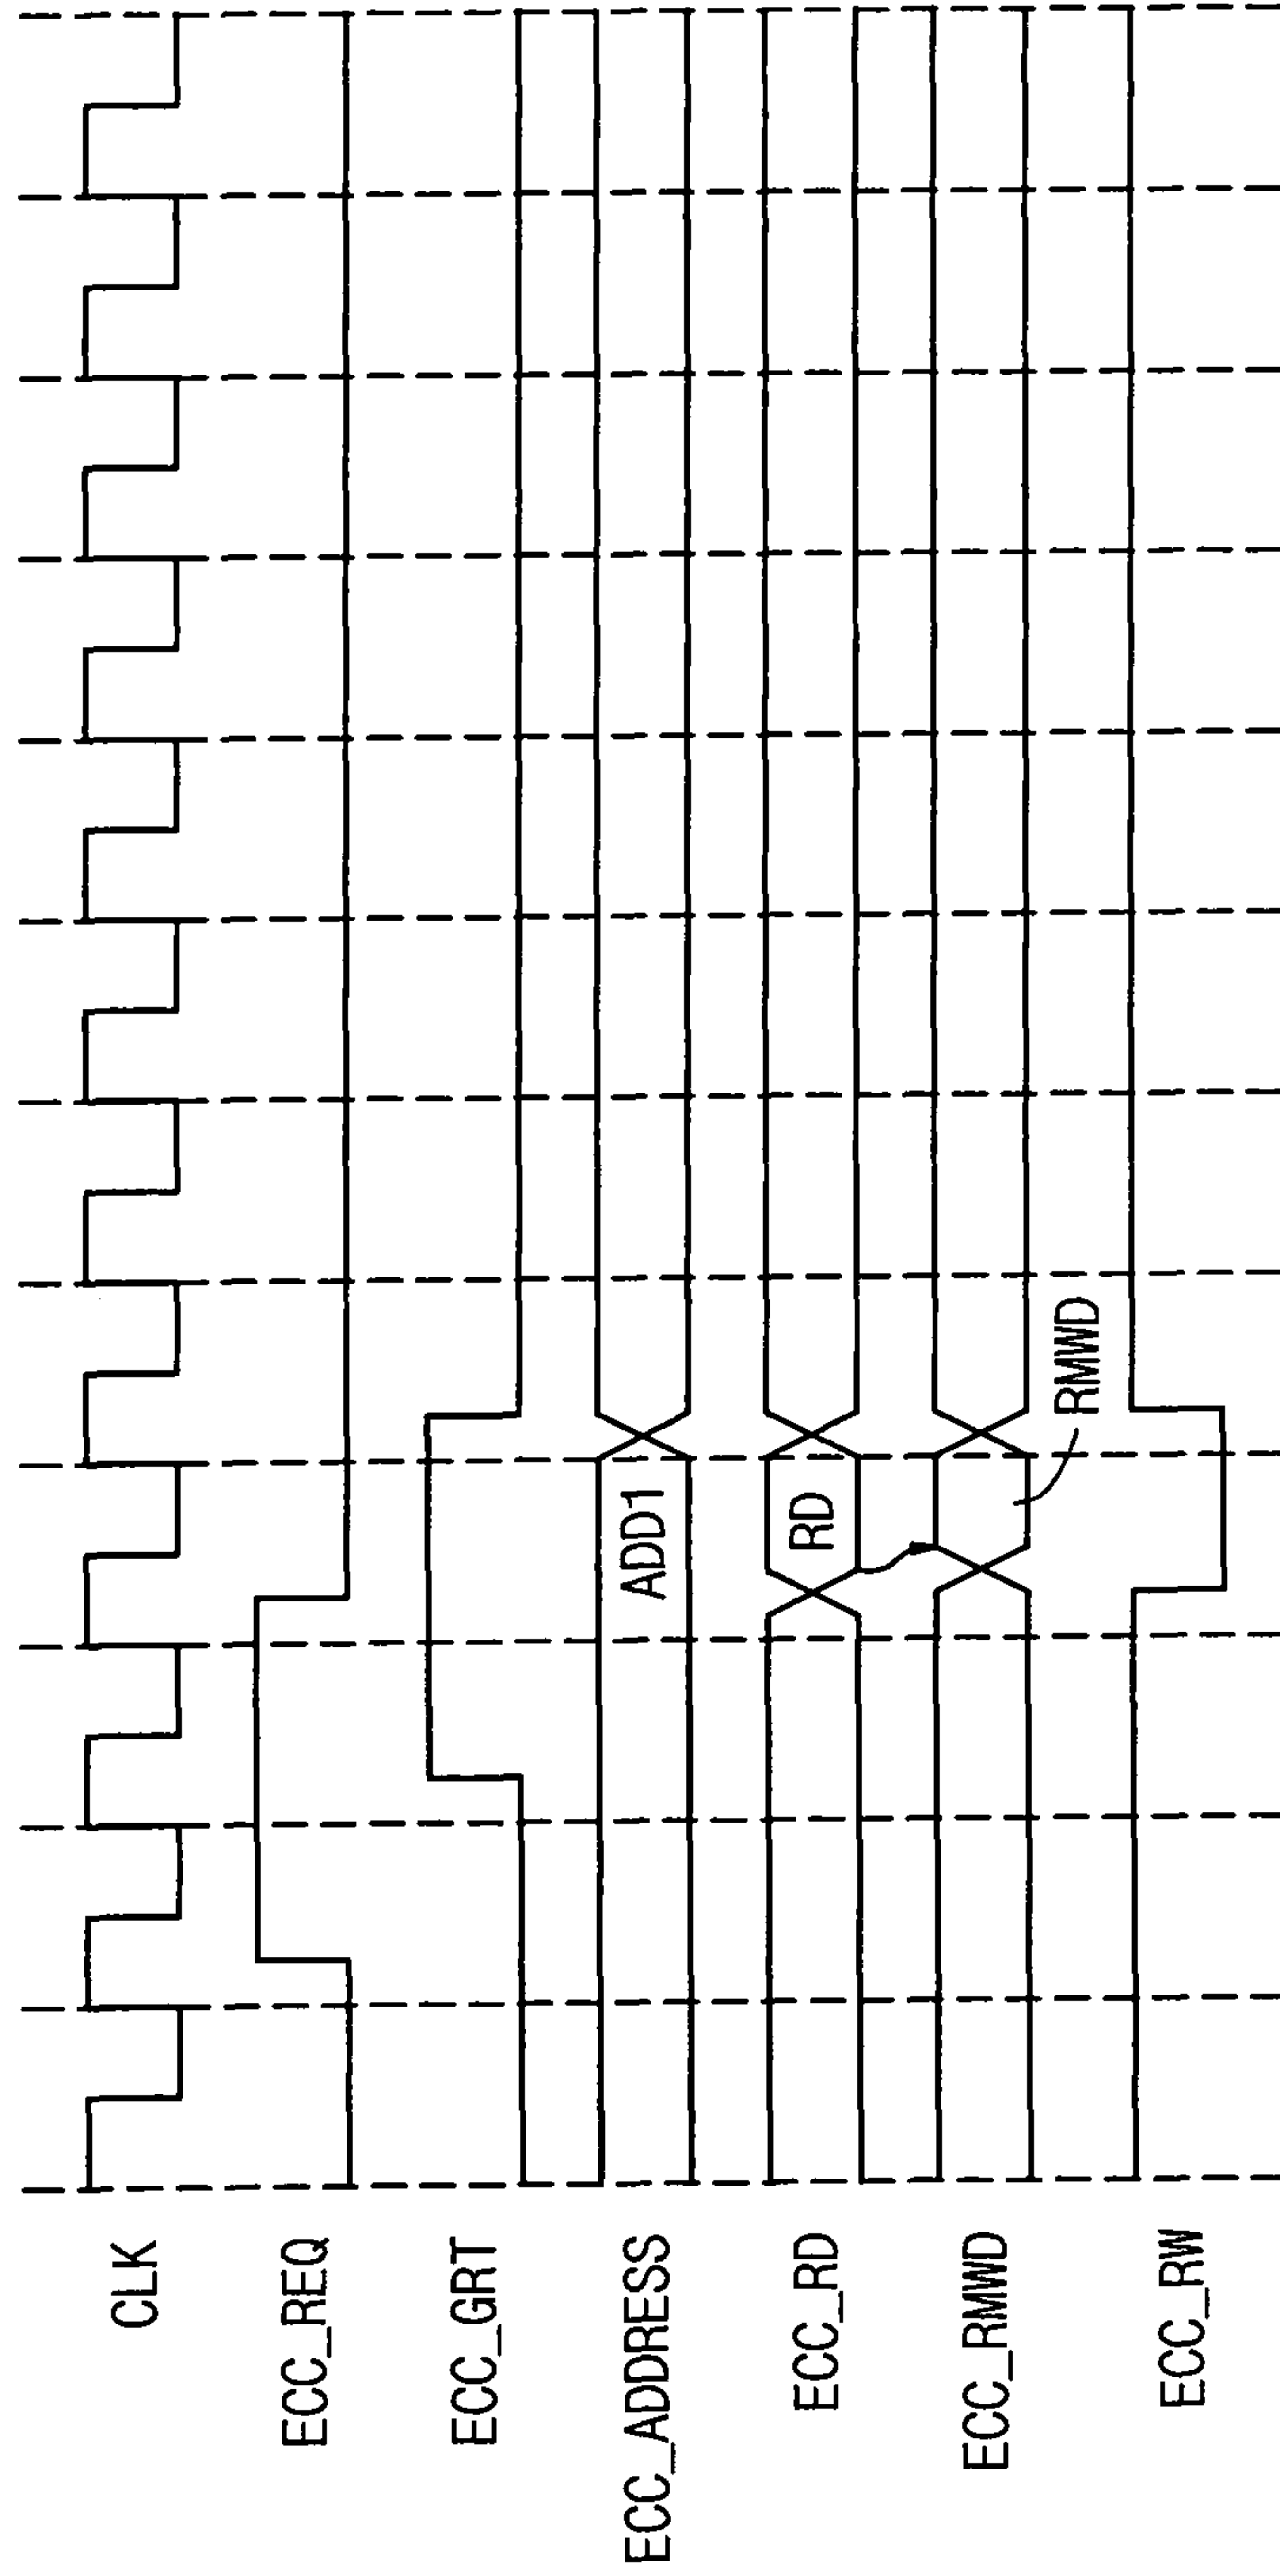 CLK
ECC_REQ
ECC_GRT
ECC_ADDRESS
ADD1
ECC_RD
RD
ECC_RMWD
RMWD
ECC_RW